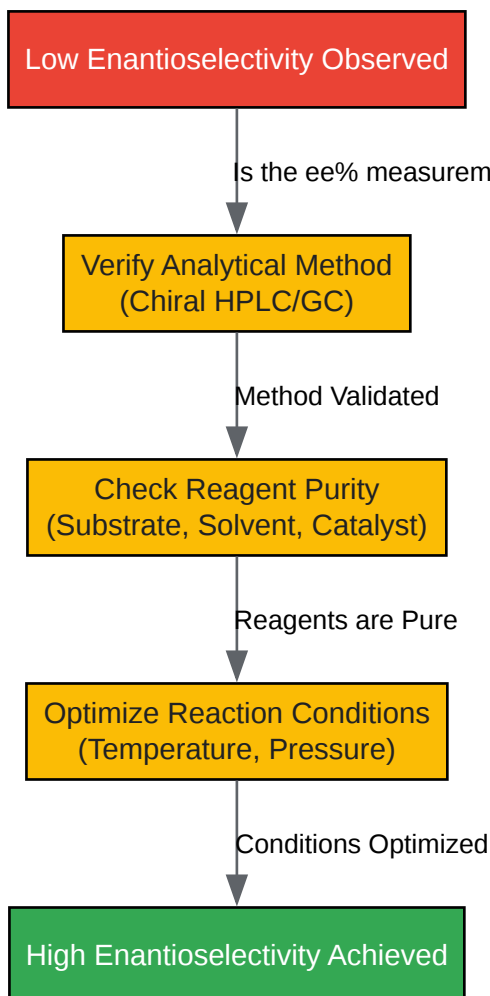 Low Enantioselectivity Observed
Is the ee% measurem
Verify Analytical Method
(Chiral HPLC/GC)
Method Validated
Check Reagent Purity
(Substrate, Solvent, Catalyst)
Reagents are Pure
Optimize Reaction Conditions
(Temperature, Pressure)
Conditions Optimized
High Enantioselectivity Achieved